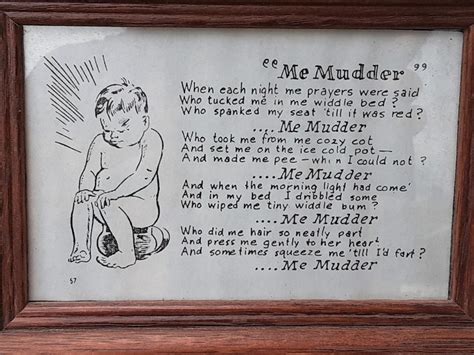 "Me Mudder"
When each night me prayers were said
Who tucked me in me widdle bed?
Who spanked my seat 'till it was red?
....Me Mudder
Who took me from me cozy cot
And set me on the ice cold pot—
And made me pee—when I could not?
....Me Mudder
And when the morning light had come'
And in my bed I dribbled some
Who wiped me tiny widdle bum?
....Me Mudder
Who did me hair so neatly part
And press me gently to her heart
And sometimes squeeze me 'till I'd fart?
....Me Mudder
57